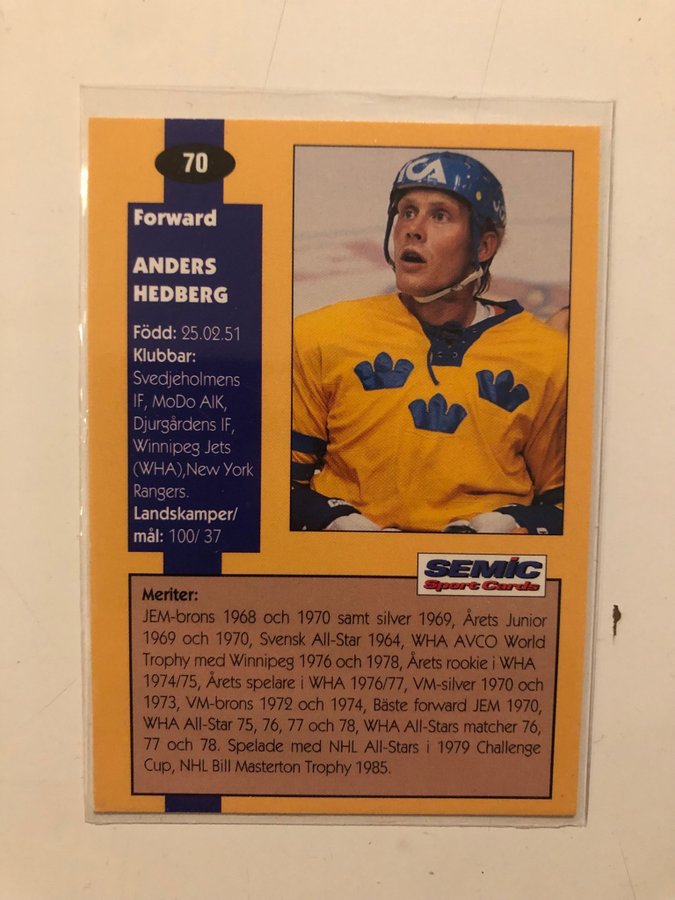 70
Forward
ANDERS
HEDBERG
Född: 25.02.51
Klubbar:
Svedjeholmens
IF, MoDo AIK,
Djurgårdens IF,
Winnipeg Jets
(WHA),New York
Rangers.
Landskamper/
mål: 100/ 37
SEMIC
Sport Cards
Meriter:
JEM-brons 1968 och 1970 samt silver 1969, Årets Junior
1969 och 1970, Svensk All-Star 1964, WHA AVCO World
Trophy med Winnipeg 1976 och 1978, Årets rookie i WHA
1974/75, Årets spelare i WHA 1976/77, VM-silver 1970 och
1973, VM-brons 1972 och 1974, Bäste forward JEM 1970,
WHA All-Star 75, 76, 77 och 78, WHA All-Stars matcher 76,
77 och 78. Spelade med NHL All-Stars i 1979 Challenge
Cup, NHL Bill Masterton Trophy 1985.